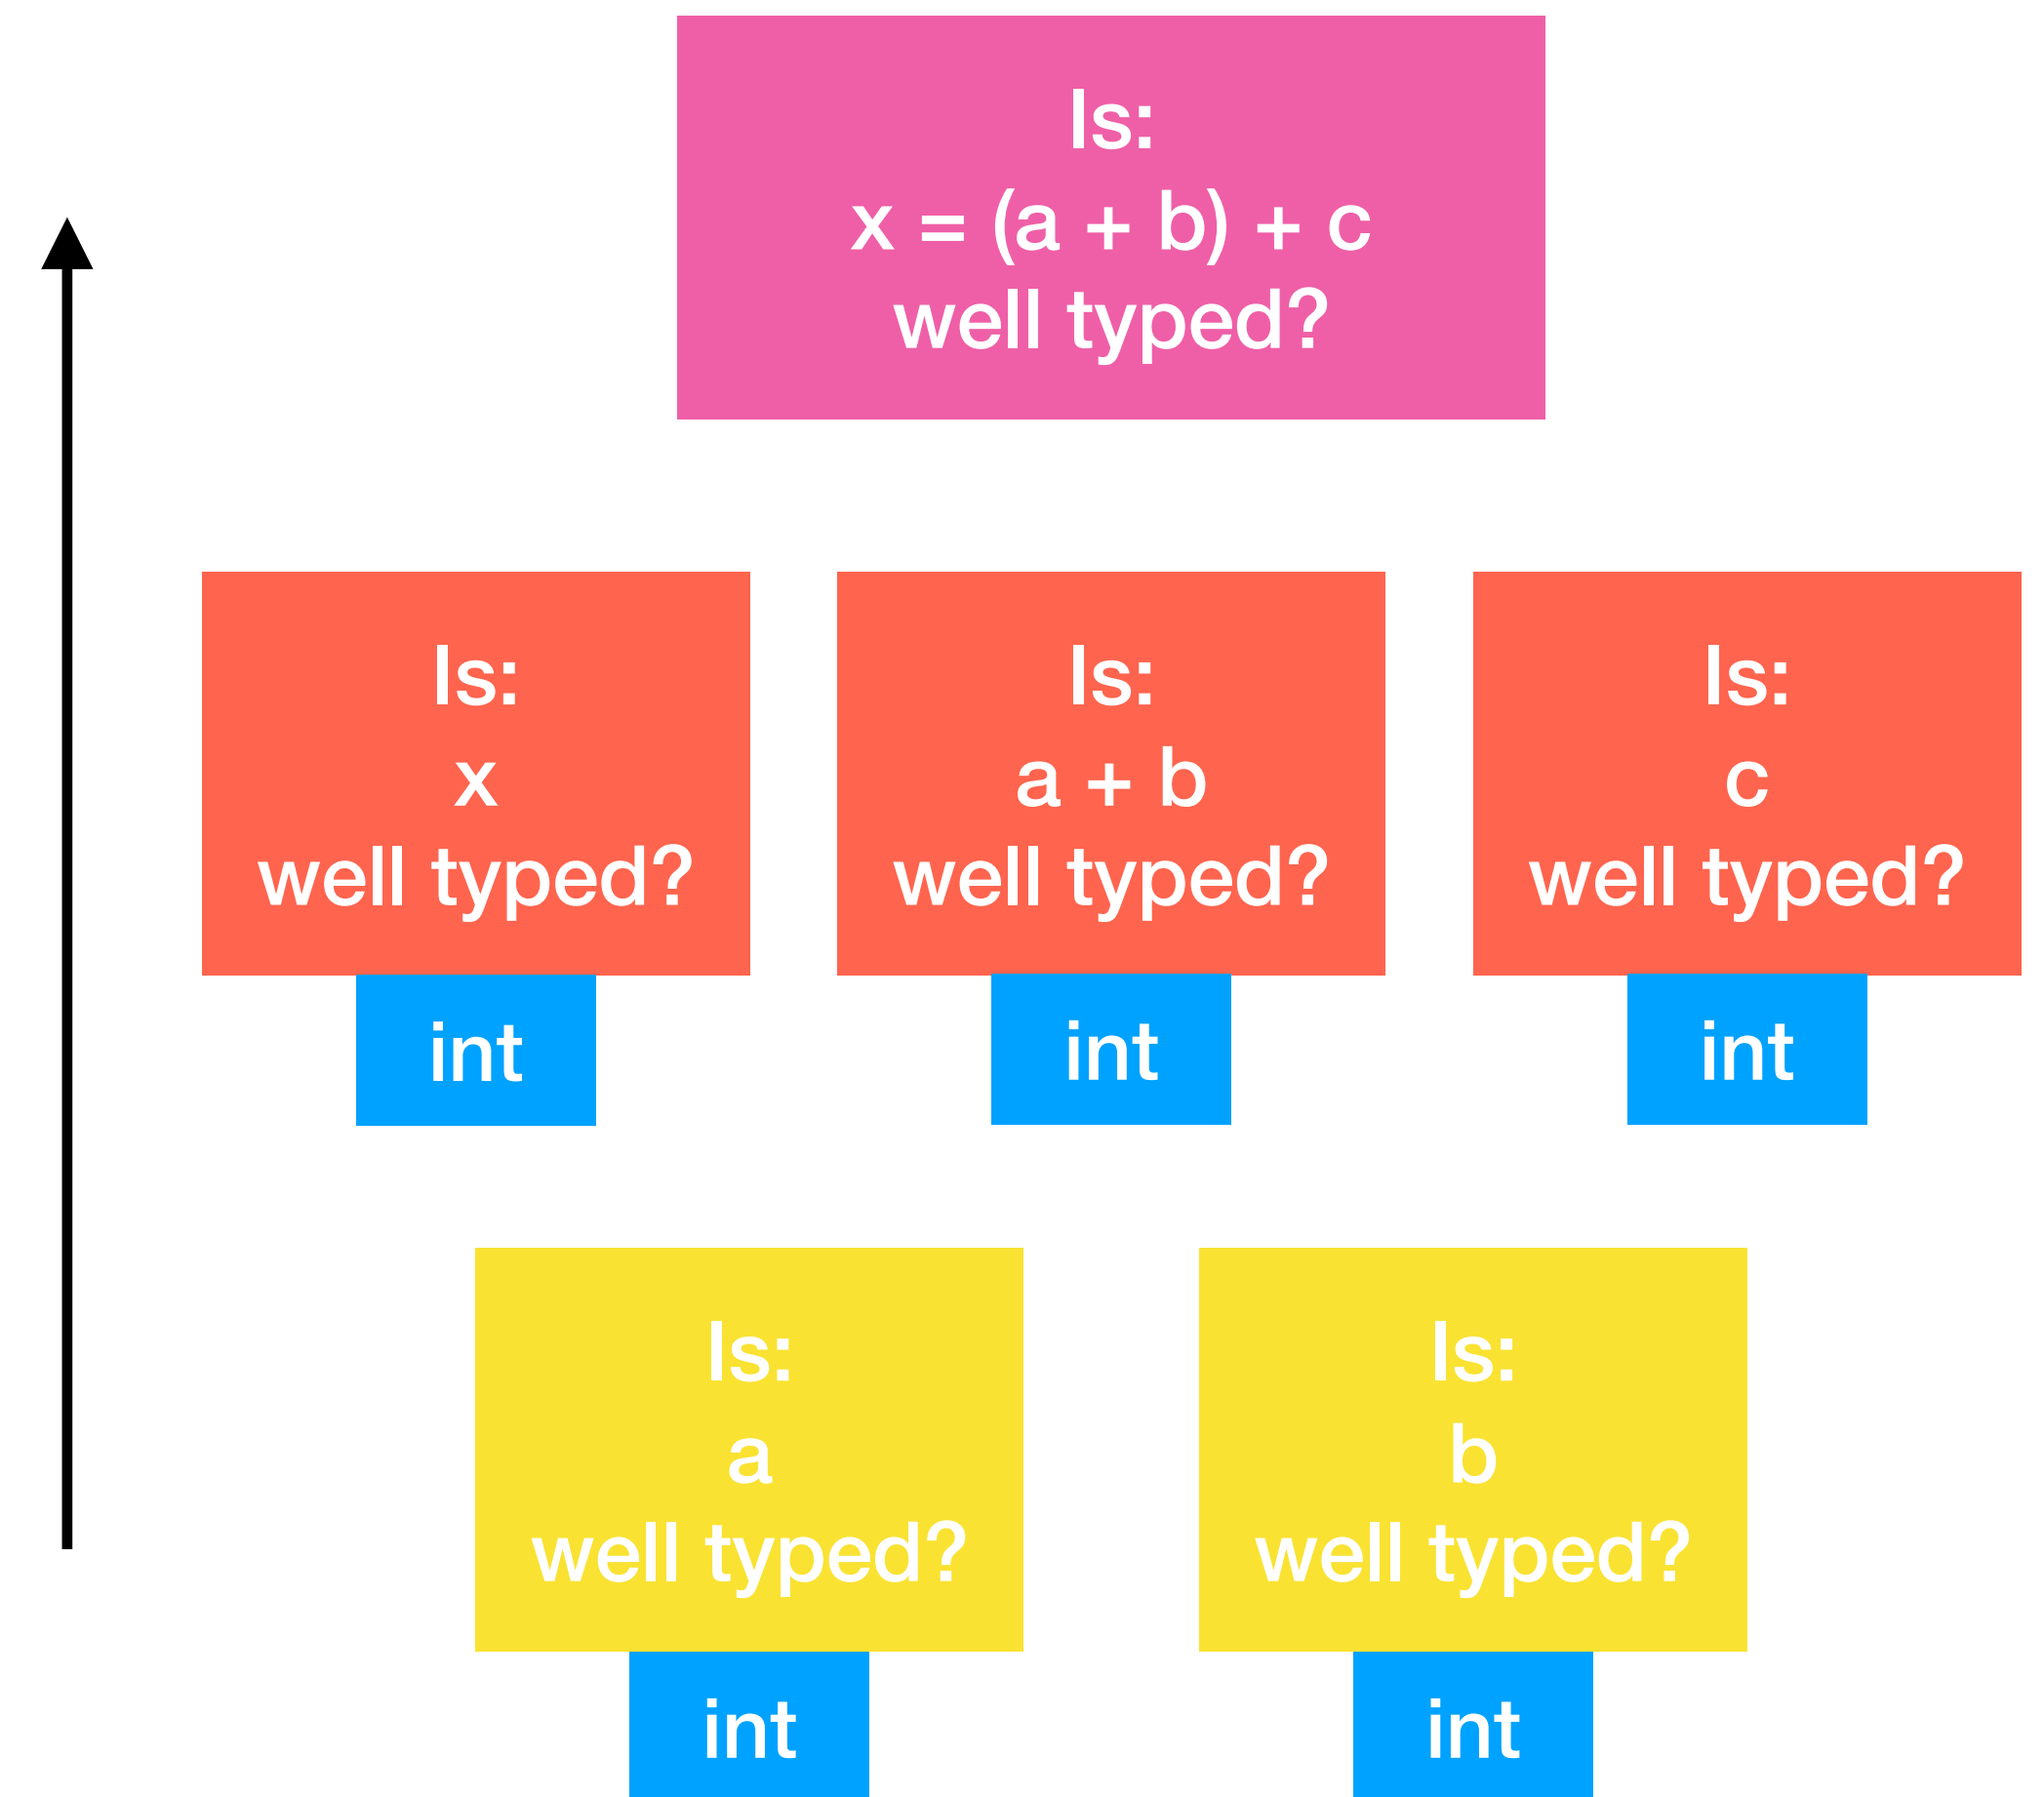 Is:
x = (a + b) + c
well typed?
Is:
x
well typed?
int
Is:
a + b
well typed?
int
Is:
c
well typed?
int
Is:
a
well typed?
int
Is:
b
well typed?
int